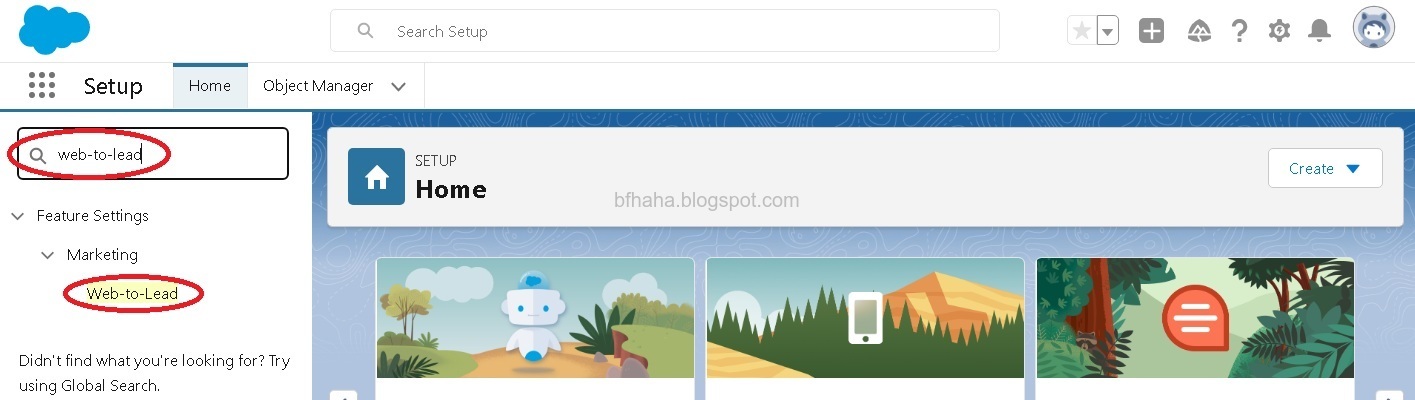 Search Setup
Setup
Home
Object Manager
web-to-lead
Feature Settings
Marketing
Web-to-Lead
Didn't find what you're looking for? Try
using Global Search.
SETUP
Home
bfhaha.blogspot.com
Create